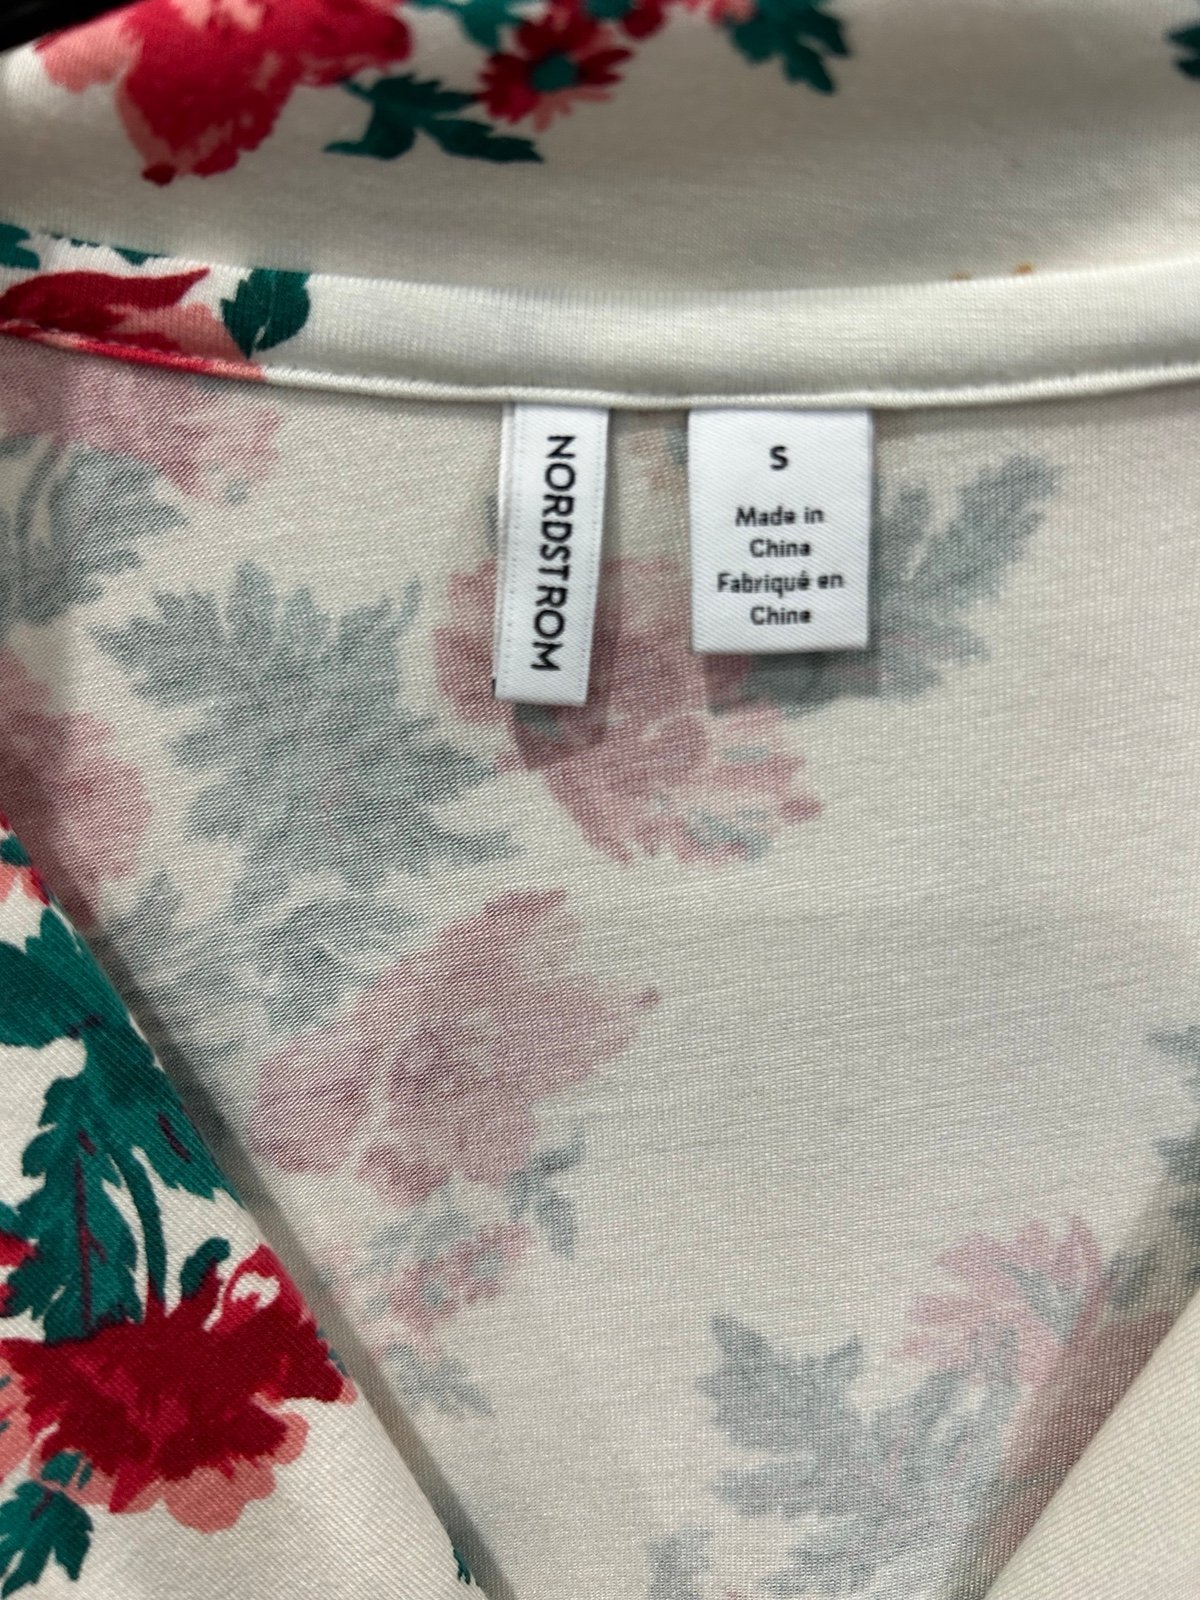 NORDSTROM
S
Made in
China
Fabriqué en
Chine